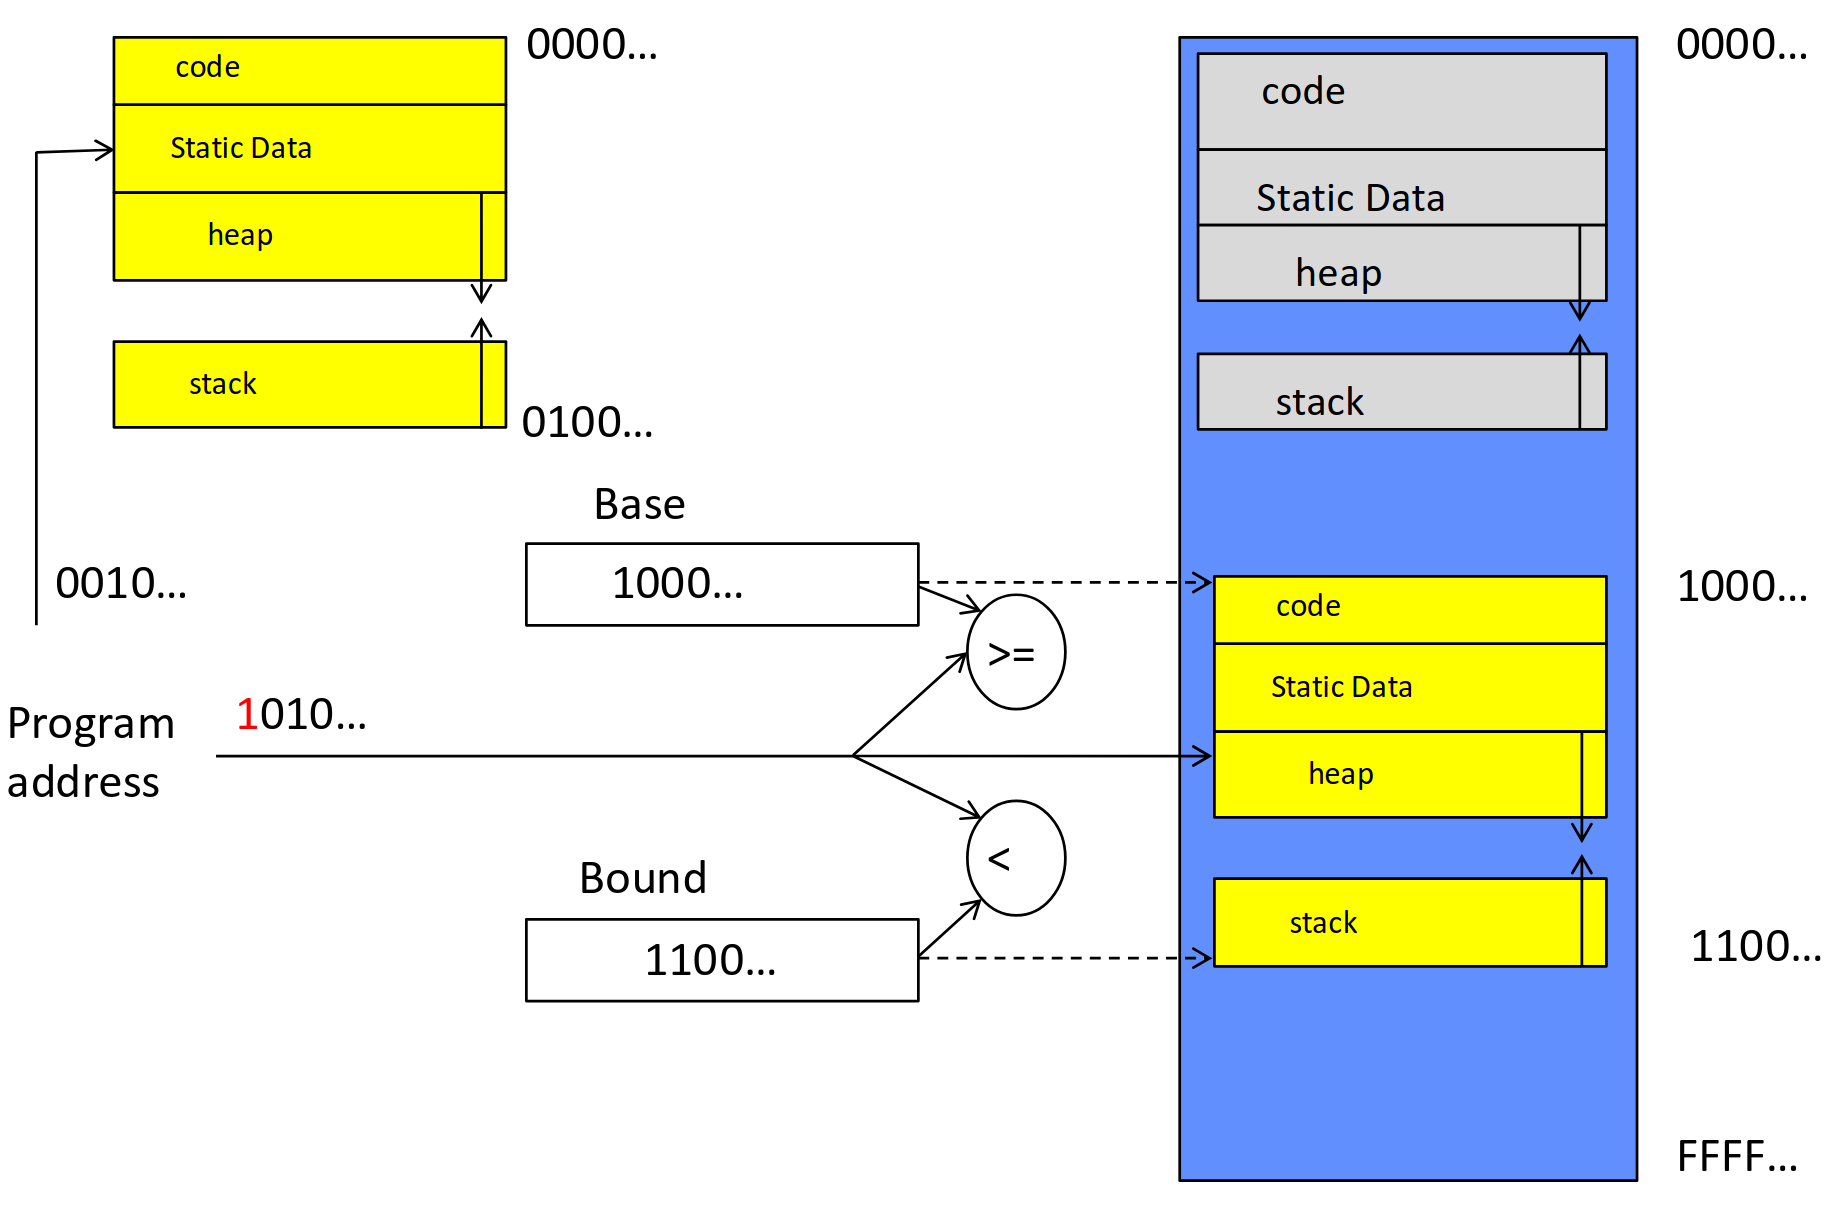 0000...
code
Static Data
heap
stack
0100...
0010...
Base
1000...
>=
Program
address
1010...
<
Bound
1100...
0000...
code
Static Data
heap
stack
1000...
code
Static Data
heap
stack
1100...
FFFF...